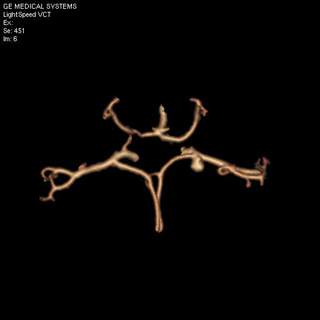 GE MEDICAL SYSTEMS
LightSpeed VCT
Ex:
Se: 451
Im: 6